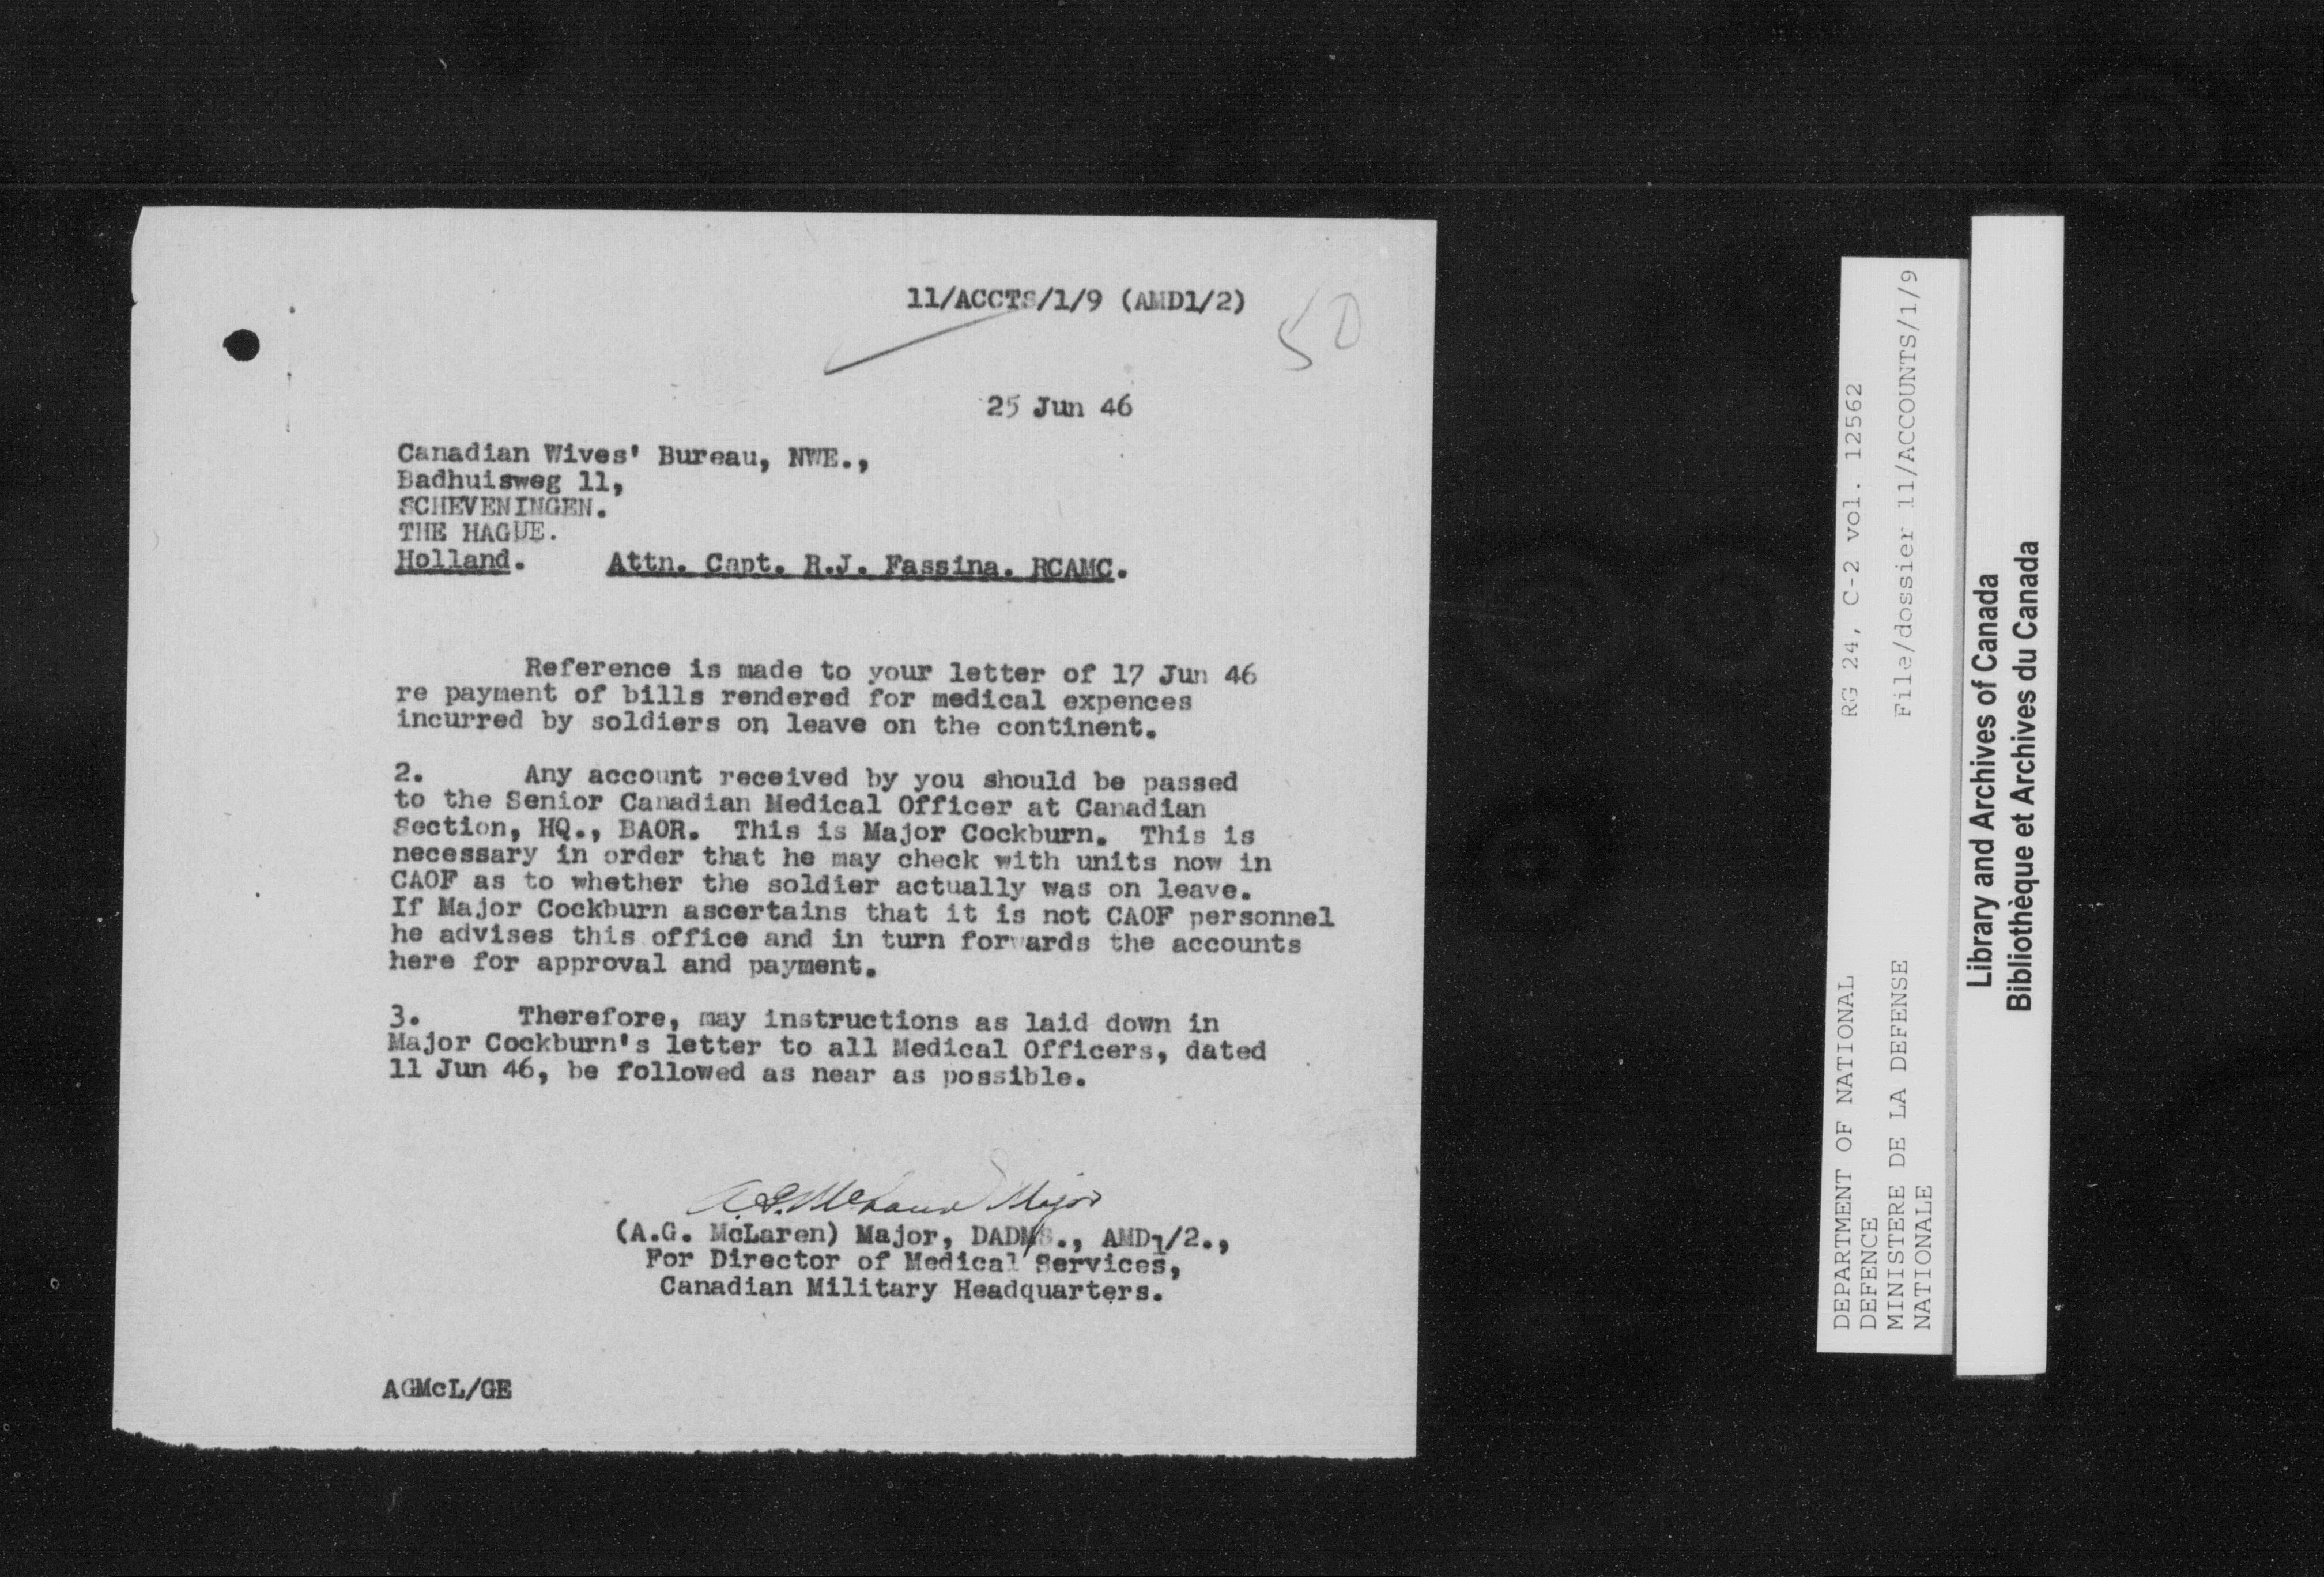 11/ACCTS/1/9 (AMD1/2)
50
25 Jun 46
Canadian Wives' Bureau, NWE.,
Badhuisweg 11,
SCHEVENINGEN.
THE HAGUE.
Holland. Attn. Capt. R.J. Fassina. RCAMC.
Reference is made to your letter of 17 Jun 46
re payment of bills rendered for medical expences
incurred by soldiers on leave on the continent.
2. Any account received by you should be passed
to the Senior Canadian Medical Officer at Canadian
Section, HQ., BAOR. This is Major Cockburn. This is
necessary in order that he may check with units now in
CAOF as to whether the soldier actually was on leave.
If Major Cockburn ascertains that it is not CAOF personnel
he advises this office and in turn forwards the accounts
here for approval and payment.
3. Therefore, may instructions as laid down in
Major Cockburn's letter to all Medical Officers, dated
11 Jun 46, be followed as near as possible.
A.G. McLaren Major
(A.G. McLaren) Major, DADMS., AMD1/2.,
For Director of Medical Services,
Canadian Military Headquarters.
AGMcL/GE
DEPARTMENT OF NATIONAL RG 24, C-2 vol. 12562
DEFENCE
MINISTERE DE LA DEFENSE File/dossier 11/ACCOUNTS/1/9
NATIONALE
Library and Archives of Canada
Bibliothèque et Archives du Canada